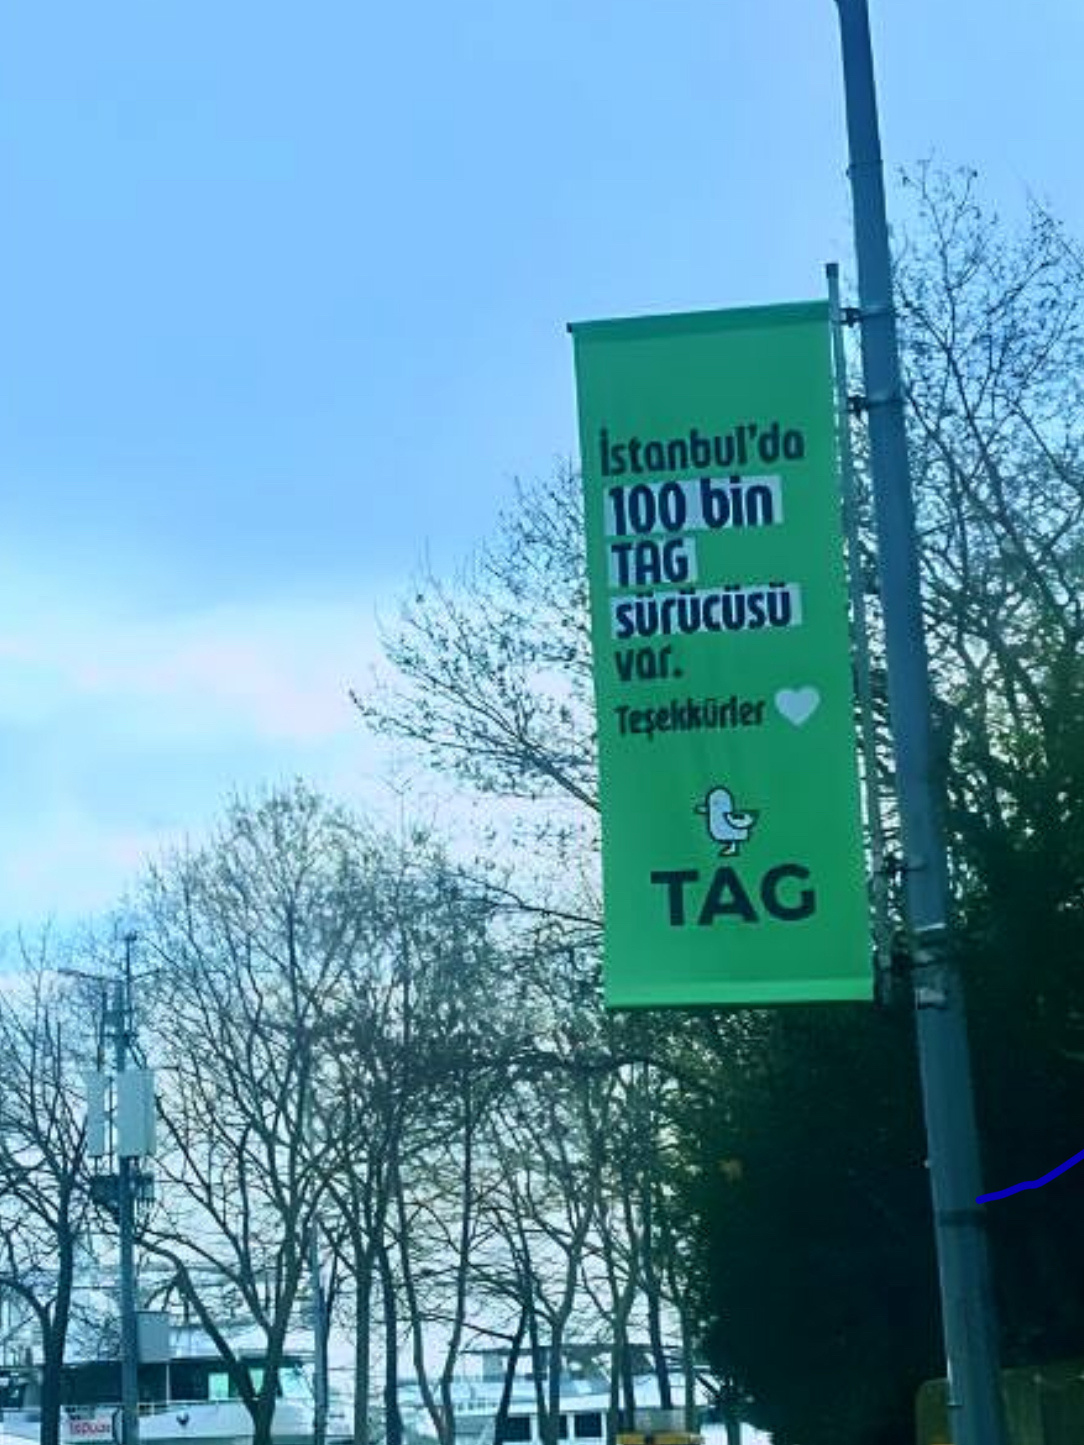 İstanbul'da
100 bin
TAG
sürücüsü
var.
Teşekkürler
TAG